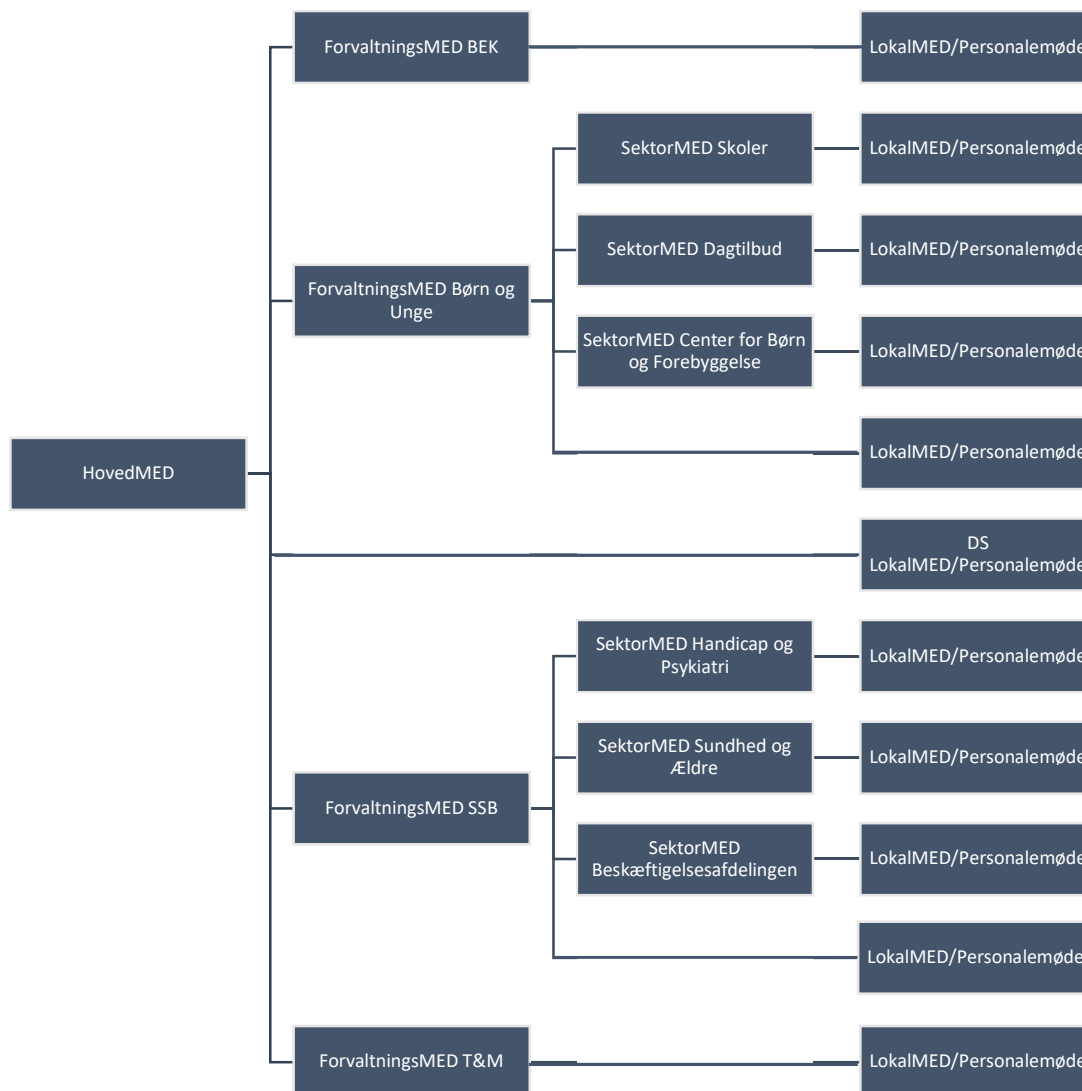 ForvaltningsMED BEK
LokalMED/Personalemøde
SektorMED Skoler
LokalMED/Personalemøde
SektorMED Dagtilbud
LokalMED/Personalemøde
ForvaltningsMED Børn og
Unge
SektorMED Center for Børn
og Forebyggelse
LokalMED/Personalemøde
LokalMED/Personalemøde
HovedMED
DS
LokalMED/Personalemøde
SektorMED Handicap og
Psykiatri
LokalMED/Personalemøde
SektorMED Sundhed og
Ældre
LokalMED/Personalemøde
ForvaltningsMED SSB
SektorMED
Beskæftigelsesafdelingen
LokalMED/Personalemøde
LokalMED/Personalemøde
ForvaltningsMED T&M
LokalMED/Personalemøde